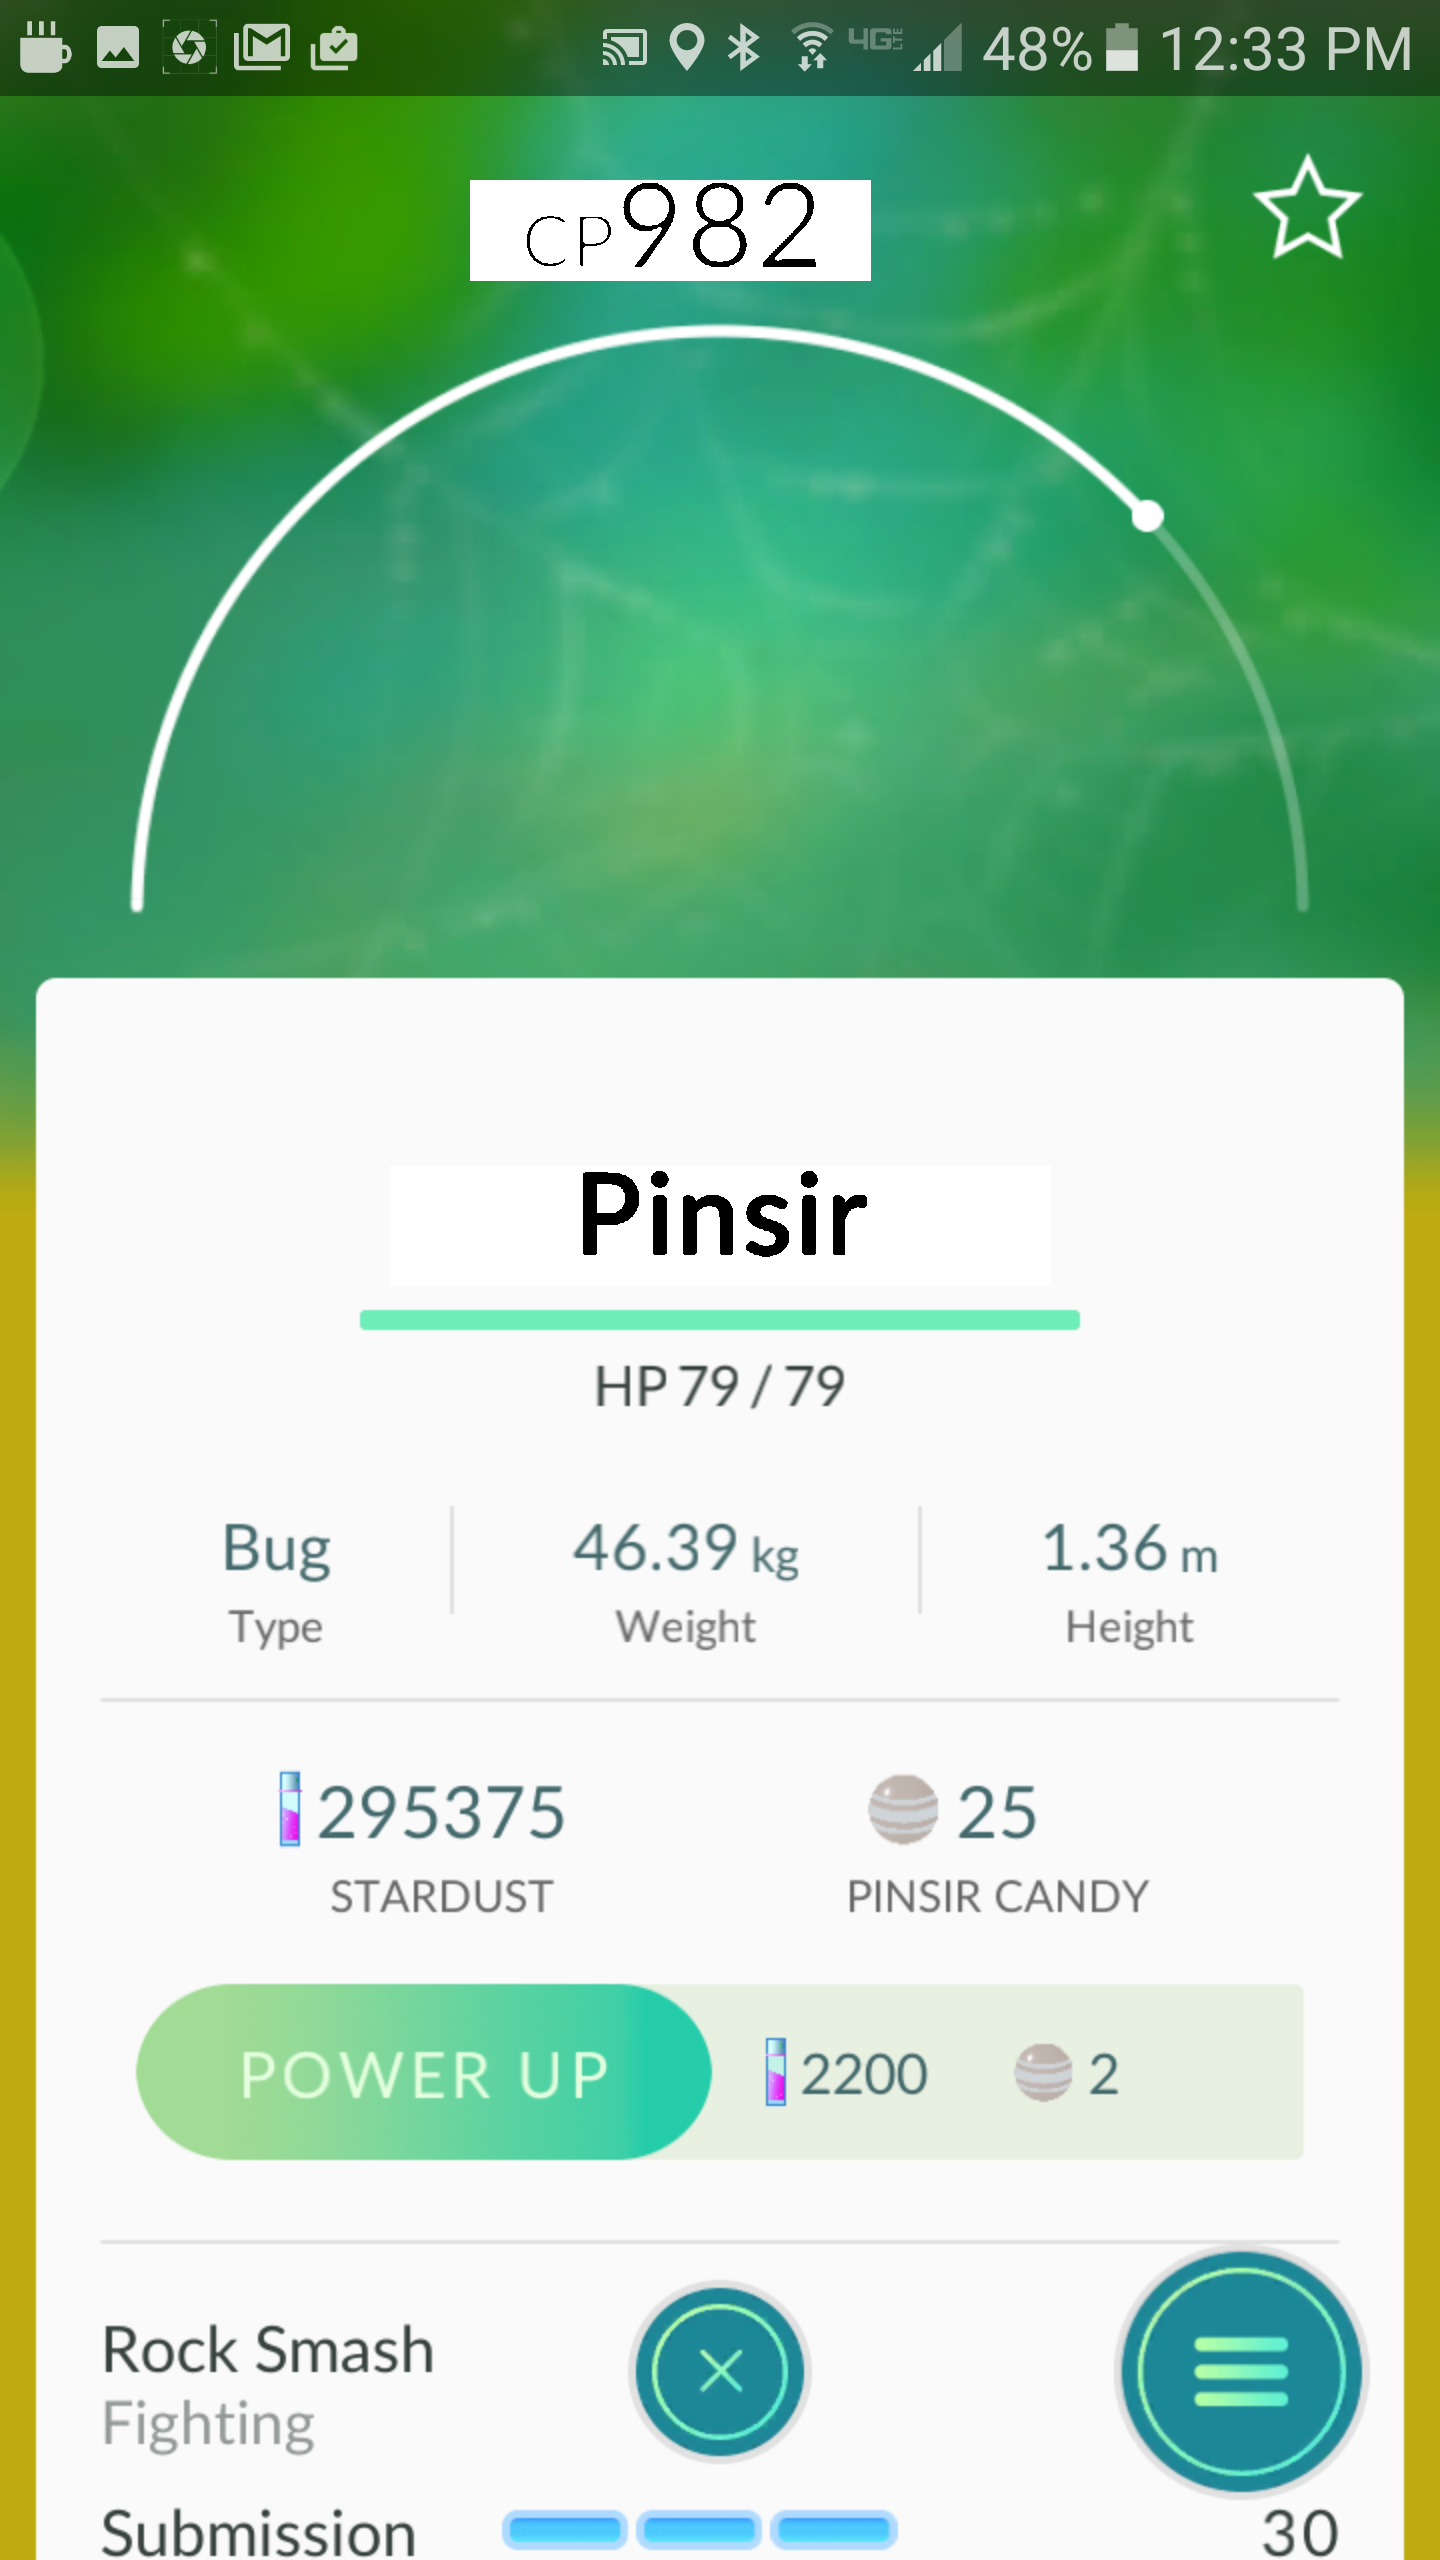 48% 12:33 PM
CP982
Pinsir
HP 79 / 79
Bug 46.39 kg 1.36 m
Type Weight Height
295375 25
STARDUST PINSIR CANDY
POWER UP 2200 2
Rock Smash
Fighting
Submission 30